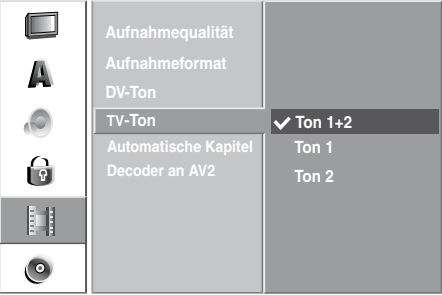 Aufnahmequalität
Aufnahmeformat
DV-Ton
TV-Ton
Automatische Kapitel
Decoder an AV2
Ton 1+2
Ton 1
Ton 2